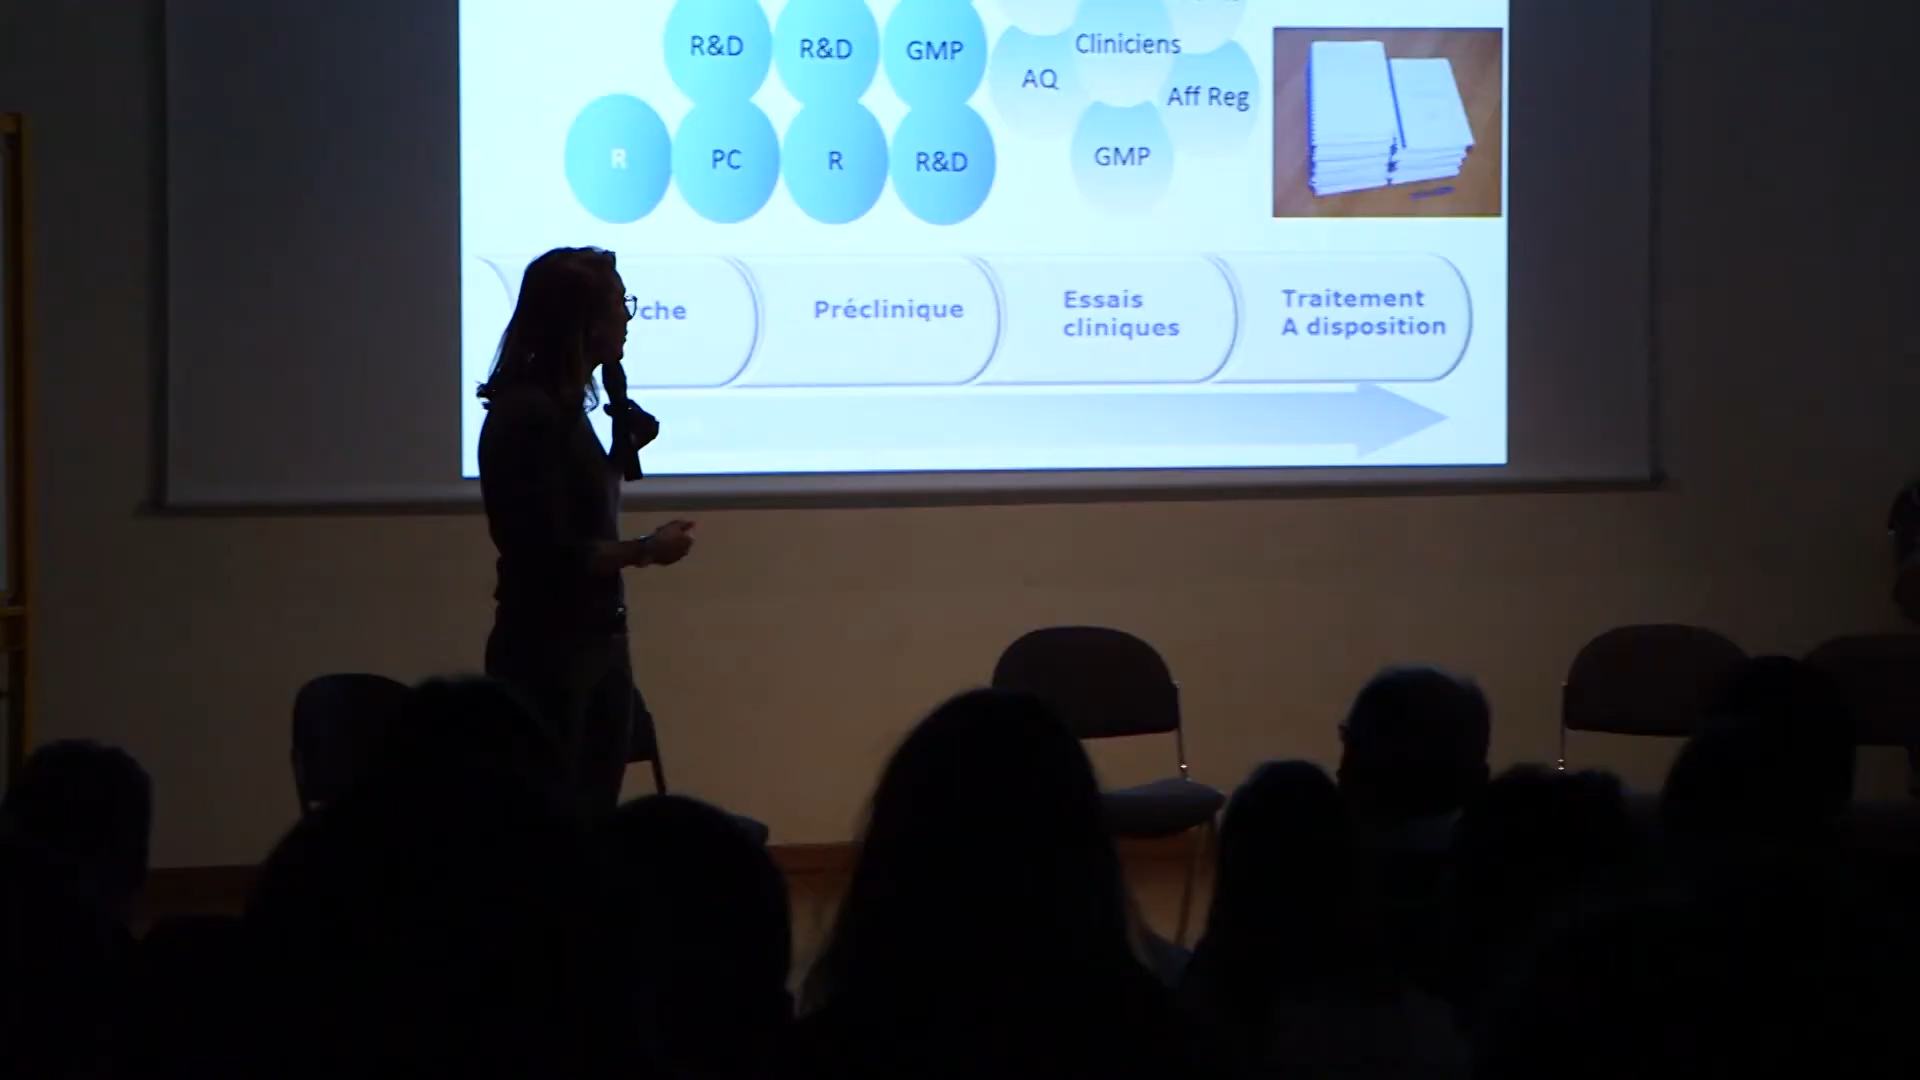 R&D
R&D
GMP
Cliniciens
AQ
Aff Reg
R
PC
R
R&D
GMP
che
Préclinique
Essais
cliniques
Traitement
A disposition